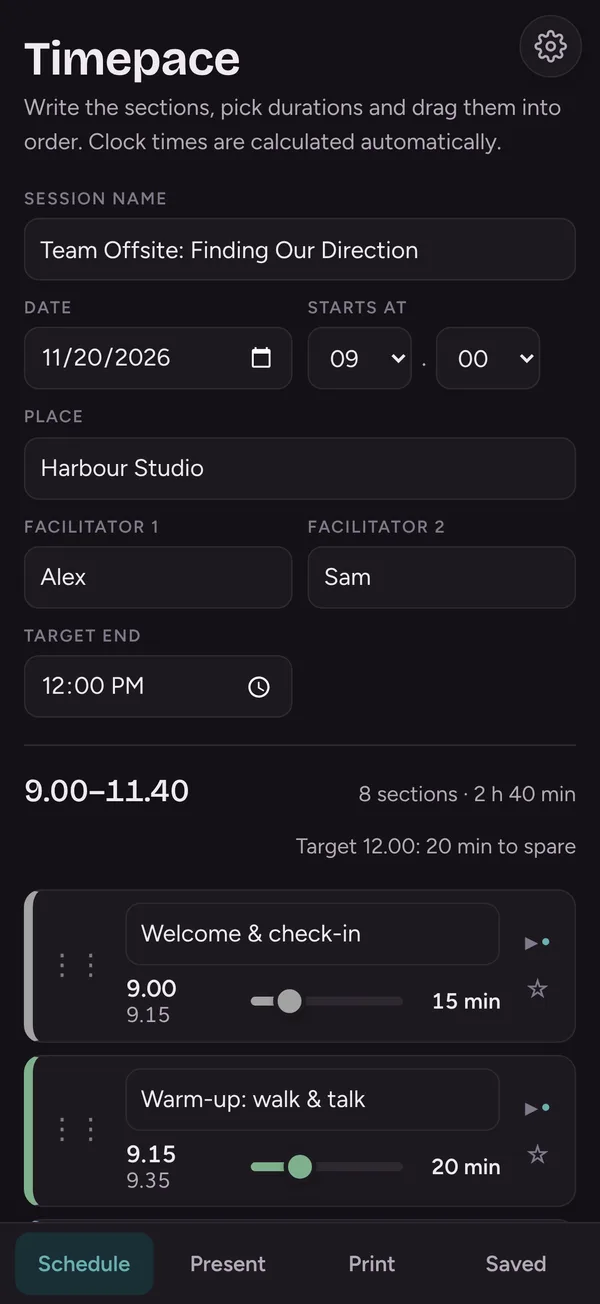 Timepace
Write the sections, pick durations and drag them into
order. Clock times are calculated automatically.
SESSION NAME
Team Offsite: Finding Our Direction
DATE
STARTS AT
11/20/2026
09 . 00
PLACE
Harbour Studio
FACILITATOR 1
FACILITATOR 2
Alex
Sam
TARGET END
12:00 PM
9.00–11.40
8 sections · 2 h 40 min
Target 12.00: 20 min to spare
Welcome & check-in
9.00
9.15
15 min
Warm-up: walk & talk
9.15
9.35
20 min
Schedule
Present
Print
Saved